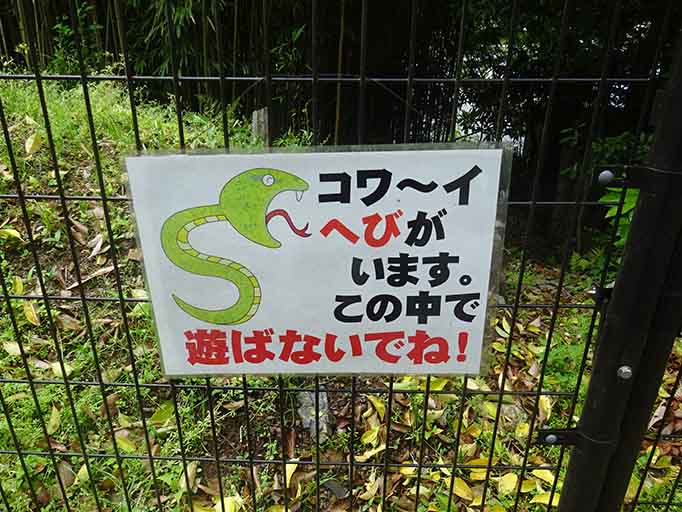 コワ～イ
へびが
います。
この中で
遊ばないでね!